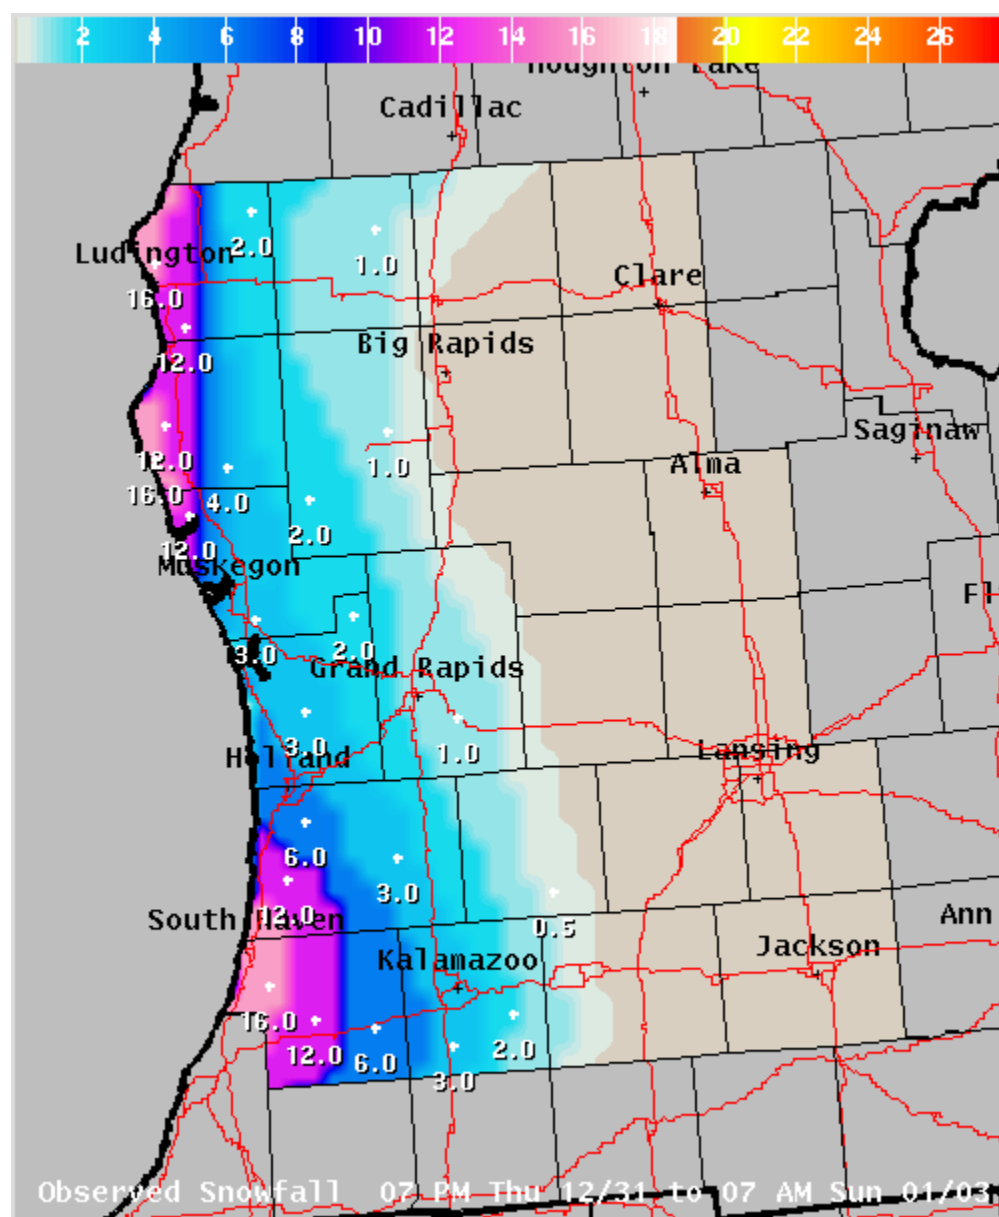 2 4 6 8 10 12 14 16 18 20 22 24 26
Houghton Lake
Cadillac
Ludington
2.0
1.0
Clare
16.0
Big Rapids
12.0
Saginaw
12.0
1.0
Alma
16.0
4.0
2.0
12.0
Muskegon
Fl
3.0
2.0
Grand Rapids
3.0
1.0
Lansing
Holland
6.0
3.0
12.0
South Haven
0.5
Ann
Kalamazoo
Jackson
16.0
12.0
6.0
2.0
3.0
Observed Snowfall 07 PM Thu 12/31 to 07 AM Sun 01/03